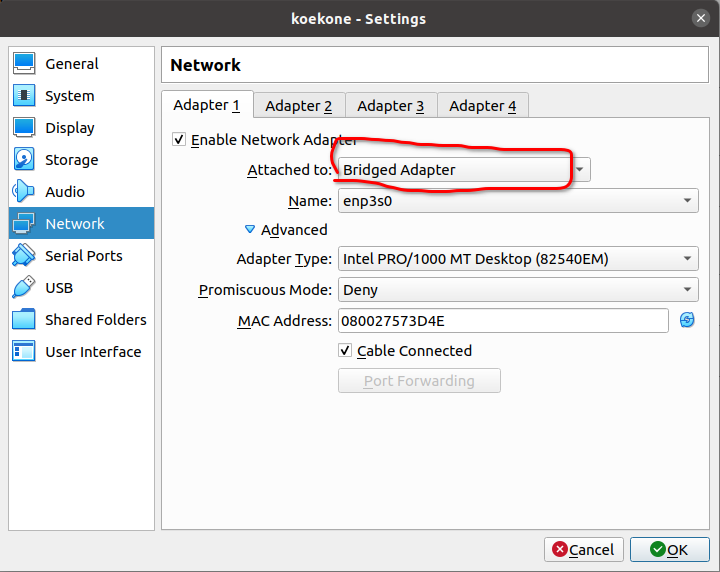 koekone - Settings
General
System
Display
Storage
Audio
Network
Serial Ports
USB
Shared Folders
User Interface
Network
Adapter 1 Adapter 2 Adapter 3 Adapter 4
Enable Network Adapter
Attached to: Bridged Adapter
Name: enp3s0
Advanced
Adapter Type: Intel PRO/1000 MT Desktop (82540EM)
Promiscuous Mode: Deny
MAC Address: 080027573D4E
Cable Connected
Port Forwarding
Cancel OK